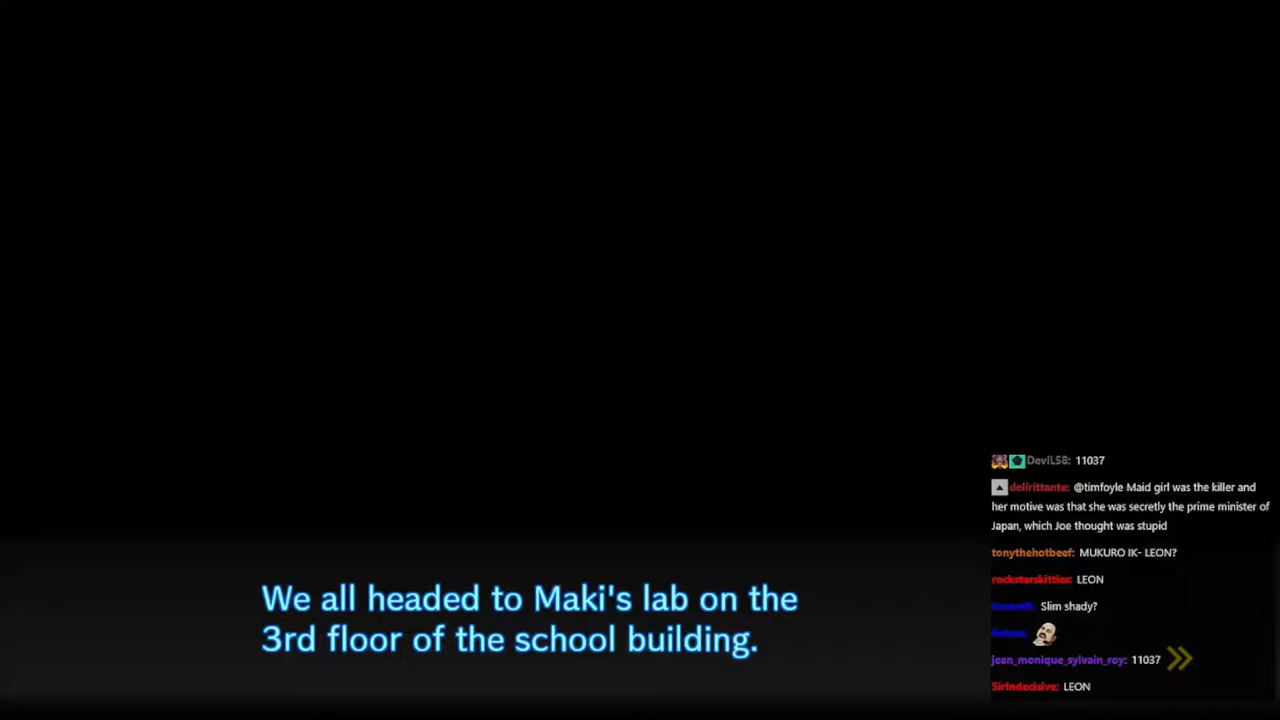 DeviL58: 11037
delirittante: @timfoyle Maid girl was the killer and
her motive was that she was secretly the prime minister of
Japan, which Joe thought was stupid
tonythehotbeef: MUKURO IK- LEON?
rockstarskitties: LEON
Slim shady?
We all headed to Maki's lab on the
3rd floor of the school building.
jean_monique_sylvain_roy: 11037
SirIndecisive: LEON